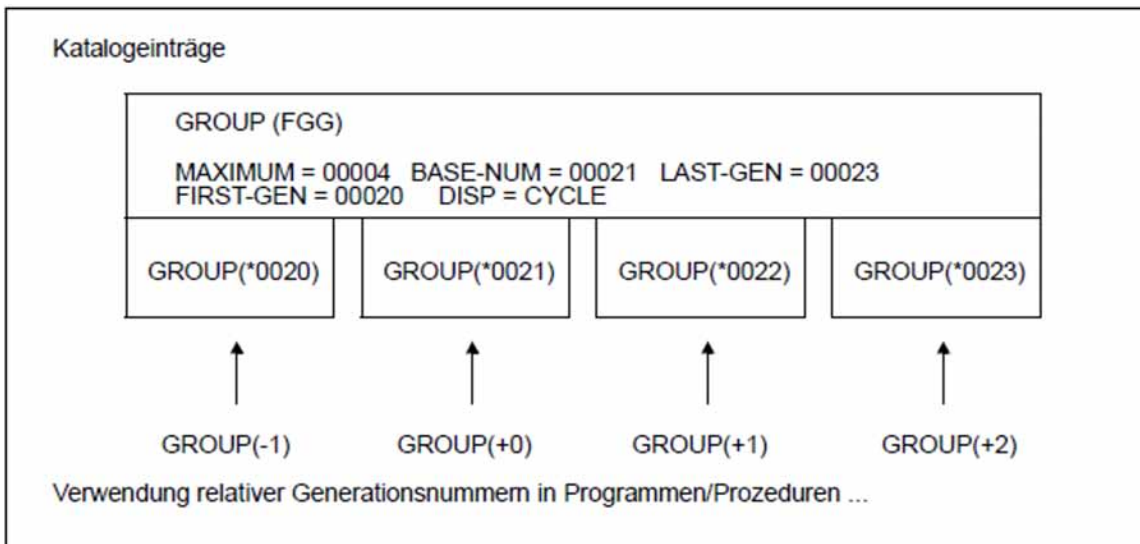 Katalogeinträge
GROUP (FGG)
MAXIMUM = 00004 BASE-NUM = 00021 LAST-GEN = 00023
FIRST-GEN = 00020 DISP = CYCLE
GROUP(*0020) GROUP(*0021) GROUP(*0022) GROUP(*0023)
GROUP(-1) GROUP(+0) GROUP(+1) GROUP(+2)
Verwendung relativer Generationsnummern in Programmen/Prozeduren ...